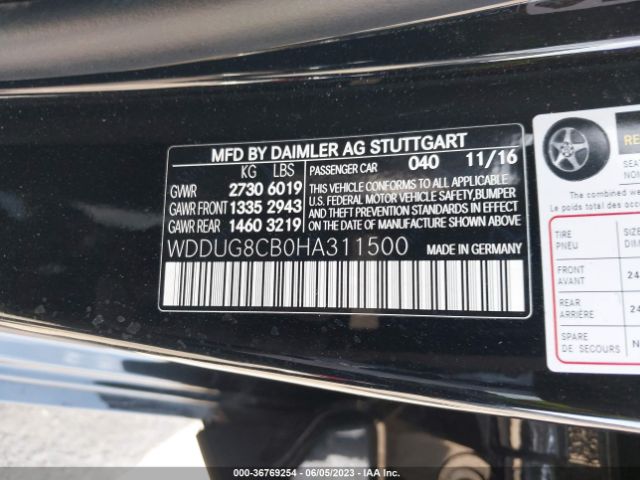 MFD BY DAIMLER AG STUTTGART
KG LBS
GVWR 2730 6019
GAWR FRONT 1335 2943
GAWR REAR 1460 3219
PASSENGER CAR 040 11/16
THIS VEHICLE CONFORMS TO ALL APPLICABLE
U.S. FEDERAL MOTOR VEHICLE SAFETY,BUMPER
AND THEFT PREVENTION STANDARDS IN EFFECT
ON THE DATE OF MANUFACTURE SHOWN ABOVE.
WDDUG8CB0HA311500
MADE IN GERMANY
The combined we
Le poids total des oc
TIRE
PNEU
FRONT
AVANT
24
REAR
ARRIÈRE
24
SPARE
DE SECOURS
N
000-36769254 | 06/05/2023 | IAA Inc.